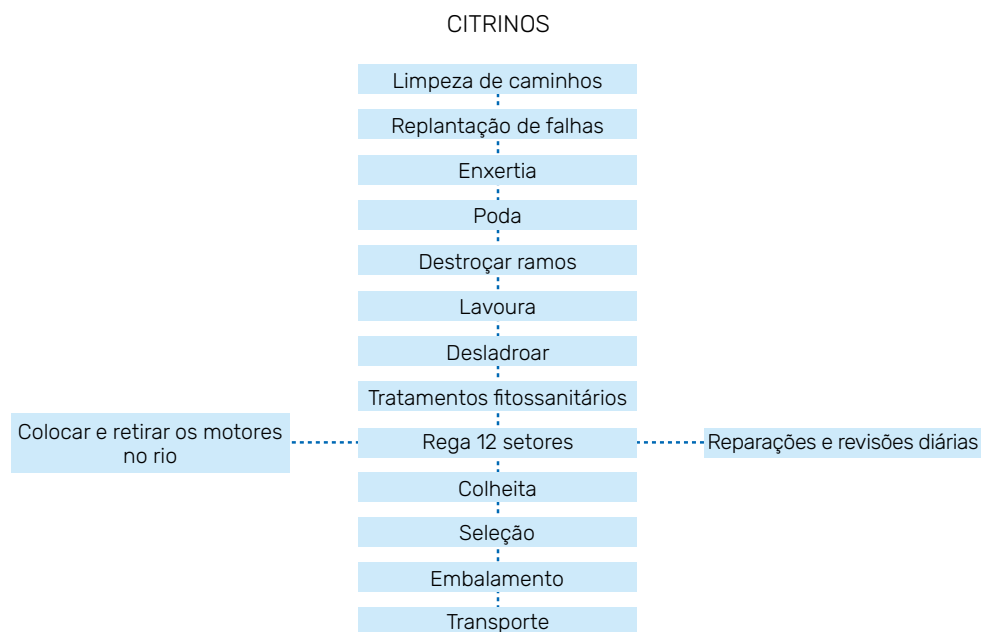 CITRINOS
Limpeza de caminhos
Replantação de falhas
Enxertia
Poda
Destroçar ramos
Lavoura
Desladroar
Tratamentos fitossanitários
Colocar e retirar os motores
no rio
Rega 12 setores
Reparações e revisões diárias
Colheita
Seleção
Embalamento
Transporte